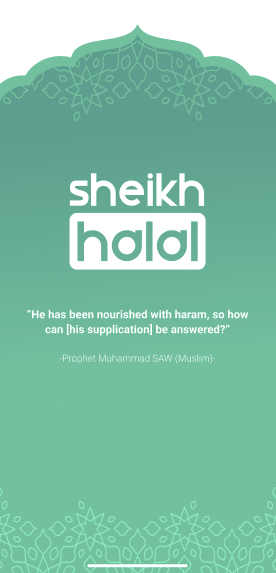 sheikh
halal
“He has been nourished with haram, so how
can [his supplication] be answered?”
-Prophet Muhammad SAW (Muslim)-